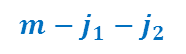 m − j₁ − j₂